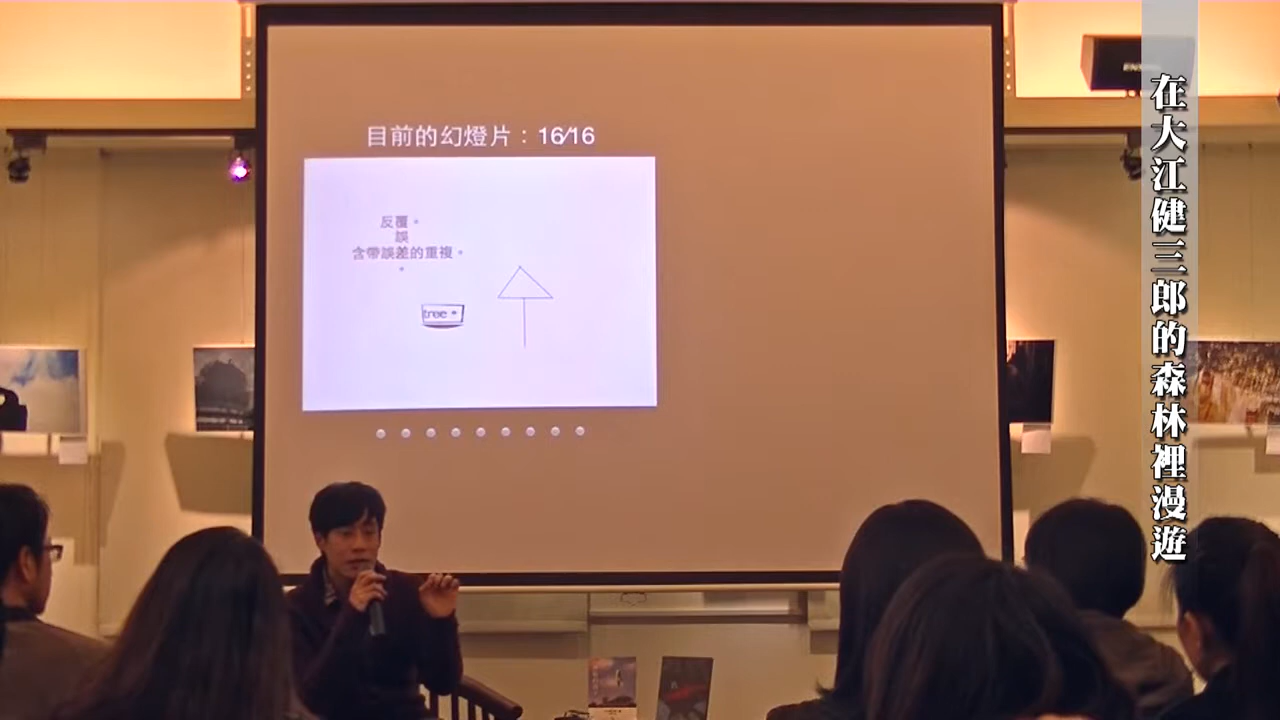 目前的幻燈片：16/16
反覆。
誤
含帶誤差的重複。
。
tree。
在大江健三郎的森林裡漫遊